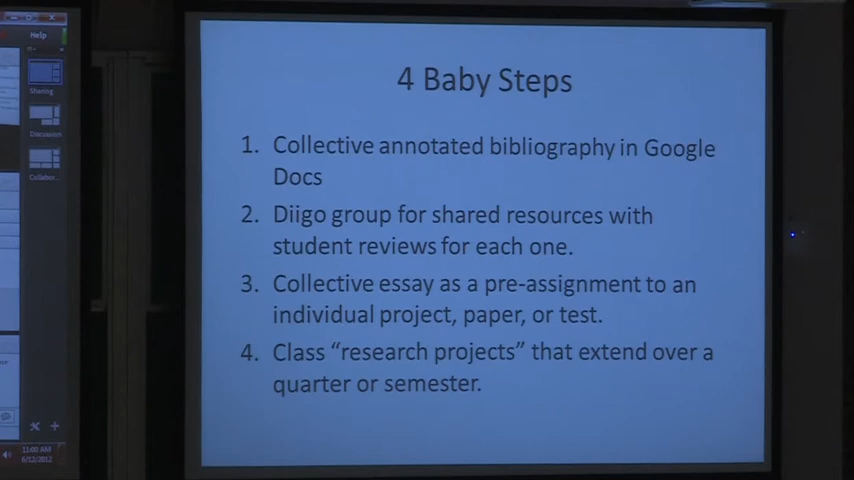 Help
Sharing
Discussion
Collabor...
11:00 AM
6/12/2012
4 Baby Steps
1. Collective annotated bibliography in Google
Docs
2. Diigo group for shared resources with
student reviews for each one.
3. Collective essay as a pre-assignment to an
individual project, paper, or test.
4. Class “research projects” that extend over a
quarter or semester.